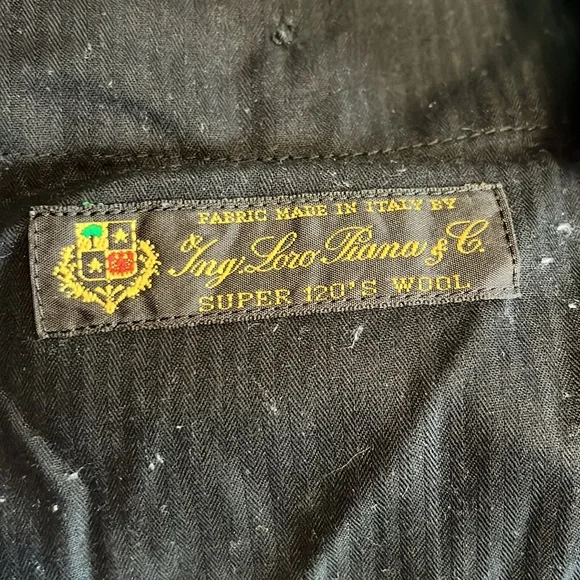 FABRIC MADE IN ITALY BY
Ing. Loro Piana & C.
SUPER 120'S WOOL